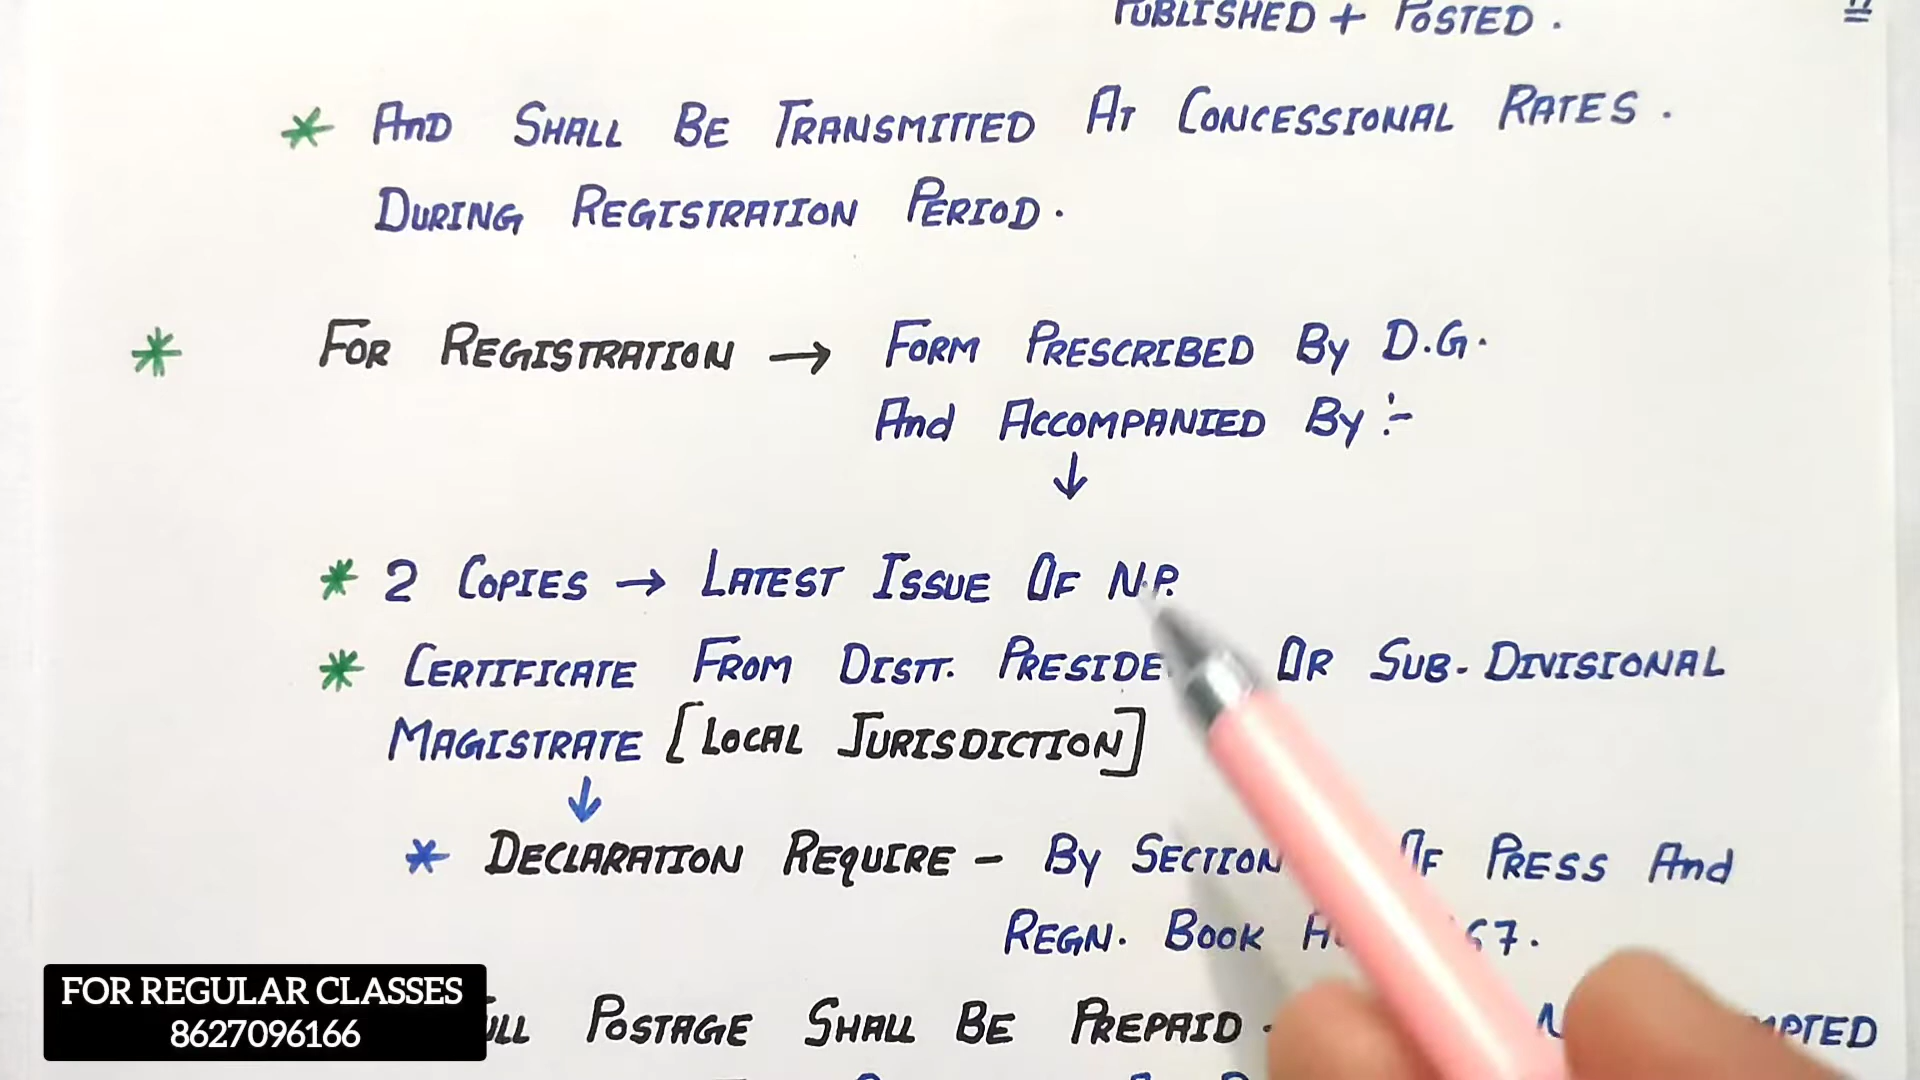 PUBLISHED + POSTED.
* AND SHALL BE TRANSMITTED AT CONCESSIONAL RATES.
DURING REGISTRATION PERIOD.
* FOR REGISTRATION → FORM PRESCRIBED BY D.G.
And ACCOMPANIED BY :-
↓
* 2 COPIES → LATEST ISSUE OF N.P.
* CERTIFICATE FROM DISTT. OR SUB-DIVISIONAL
MAGISTRATE [LOCAL JURISDICTION]
↓
* DECLARATION REQUIRE - BY SECTION OF PRESS And
REGN. BOOK
POSTAGE SHALL BE PREPAID.
FOR REGULAR CLASSES
8627096166